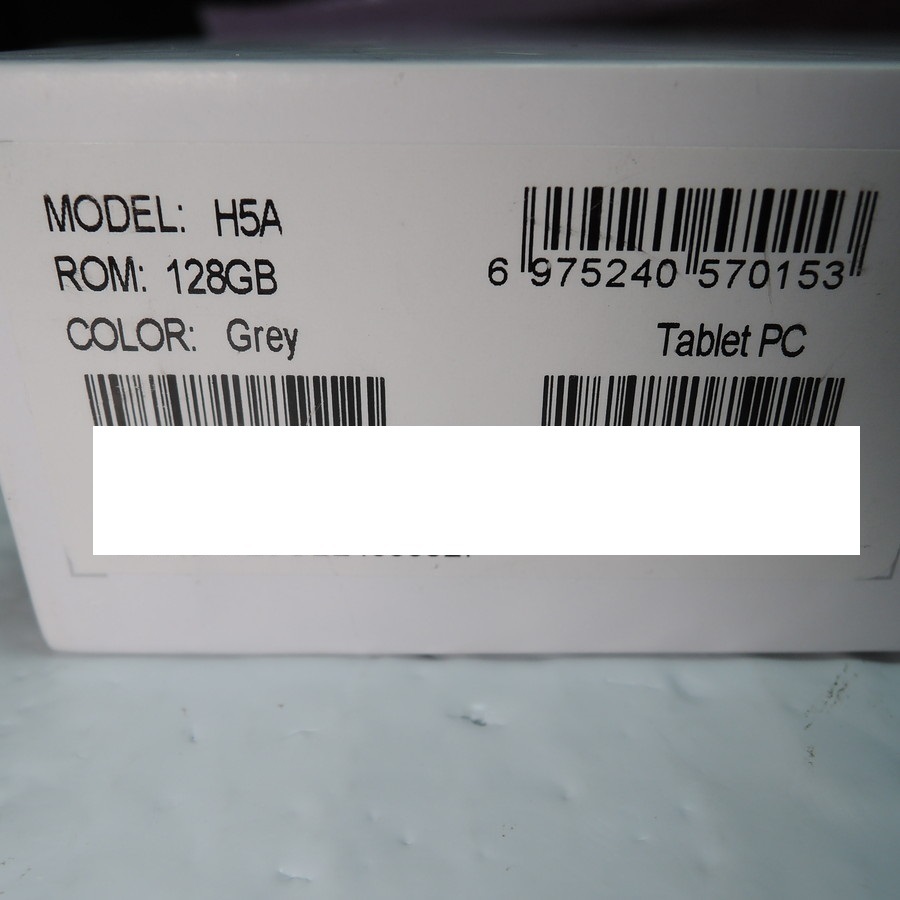 MODEL: H5A
ROM: 128GB
COLOR: Grey
6 975240 570153
Tablet PC